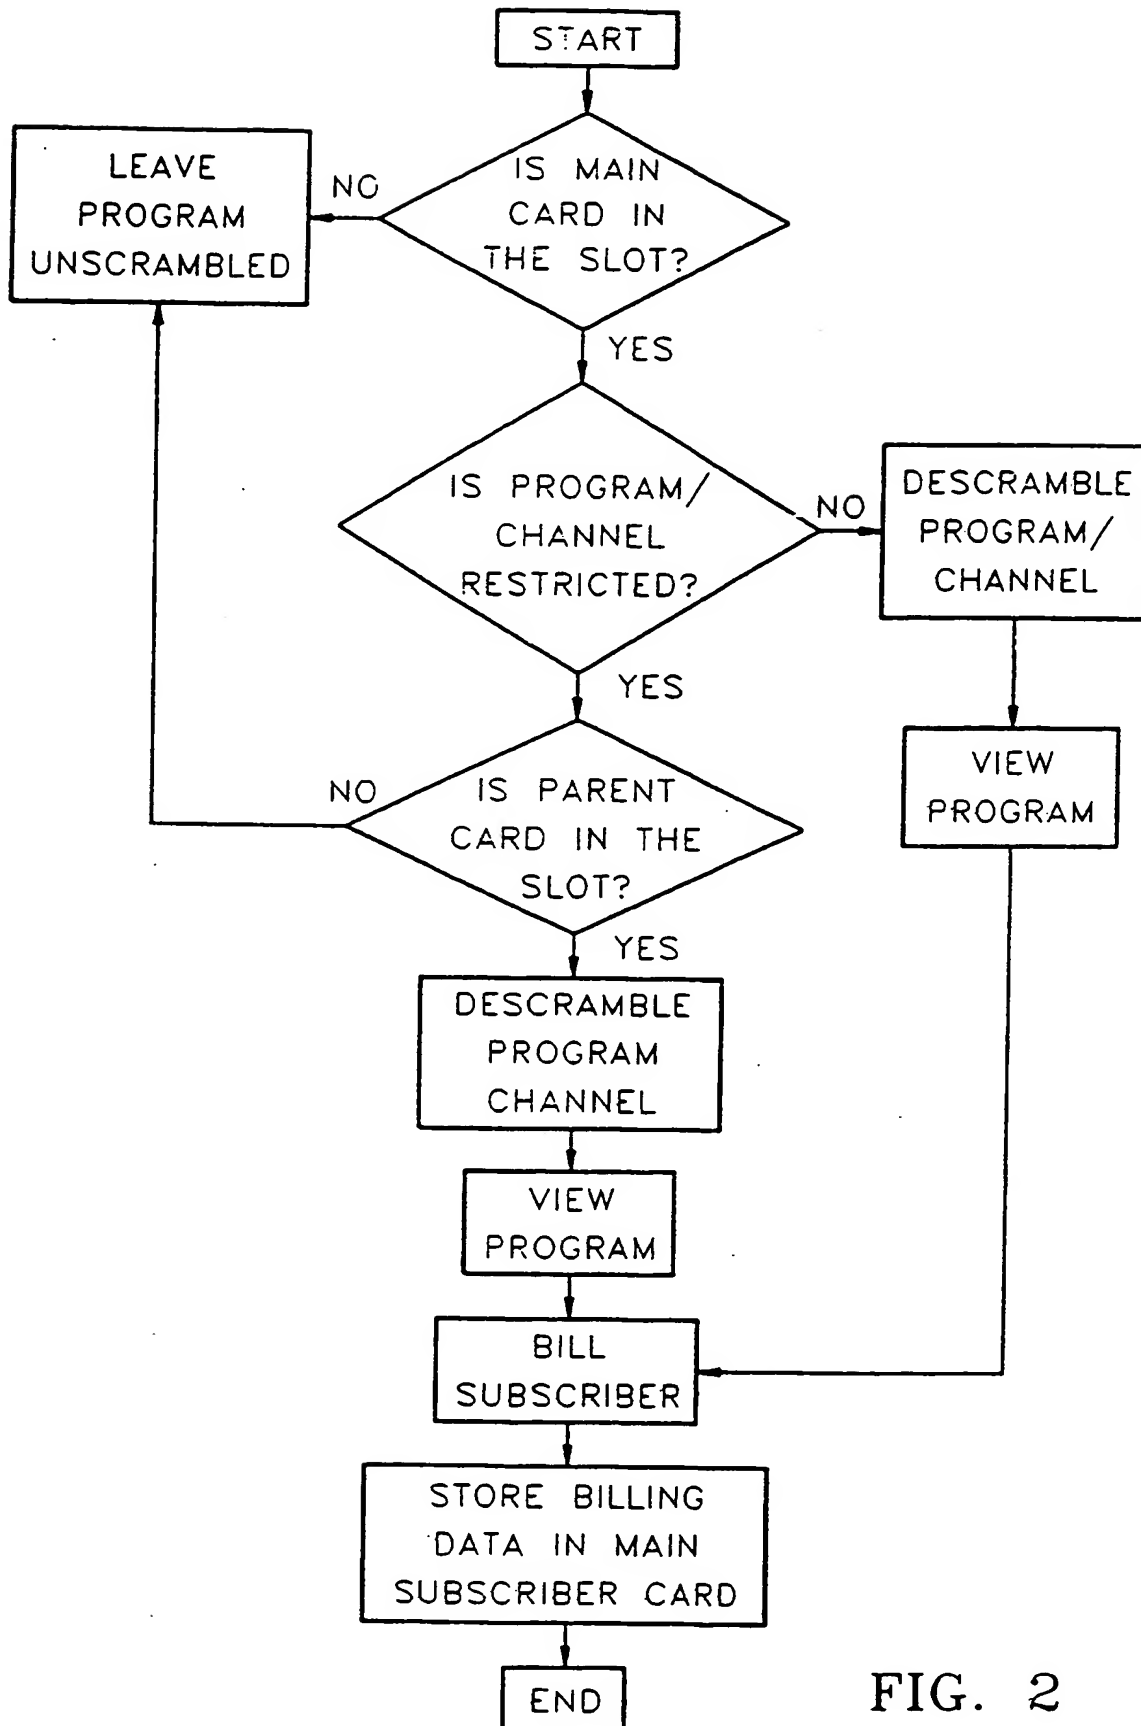 START
IS MAIN
CARD IN
THE SLOT?
NO
LEAVE
PROGRAM
UNSCRAMBLED
YES
IS PROGRAM/
CHANNEL
RESTRICTED?
NO
DESCRAMBLE
PROGRAM/
CHANNEL
VIEW
PROGRAM
YES
IS PARENT
CARD IN THE
SLOT?
NO
YES
DESCRAMBLE
PROGRAM
CHANNEL
VIEW
PROGRAM
BILL
SUBSCRIBER
STORE BILLING
DATA IN MAIN
SUBSCRIBER CARD
END
FIG. 2